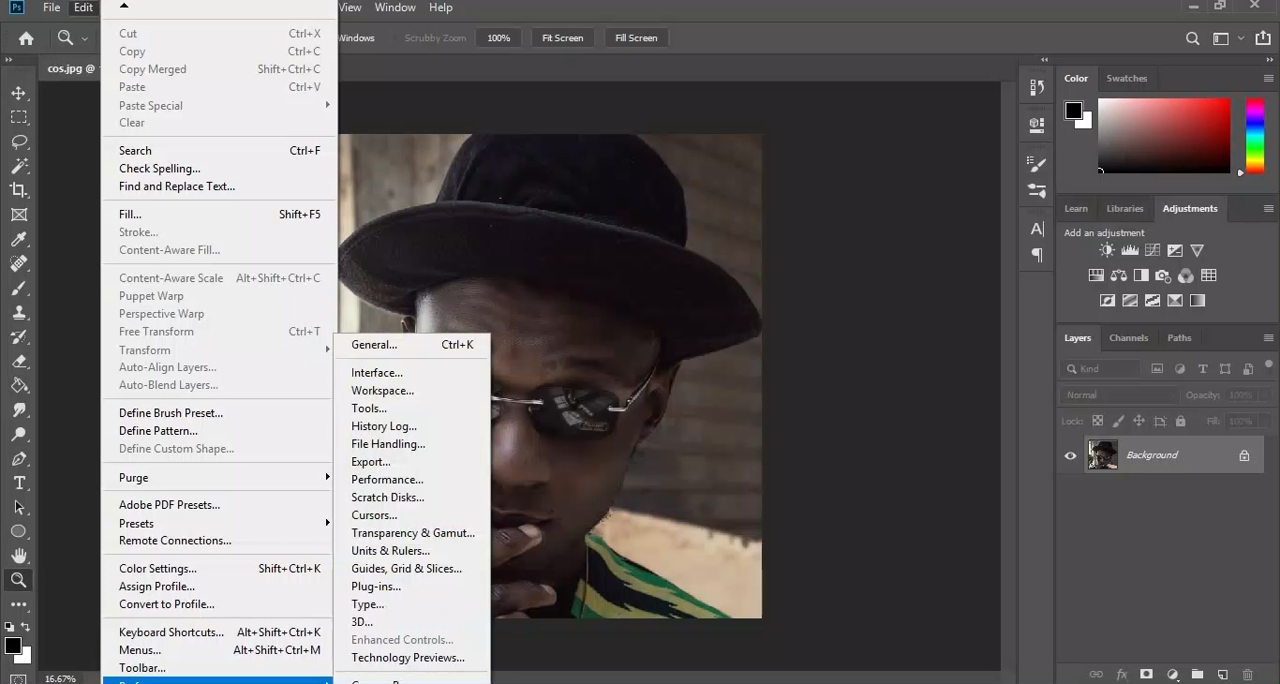 Ps File Edit View Window Help
Windows Scrubby Zoom 100% Fit Screen Fill Screen
cos.jpg @
Cut Ctrl+X
Copy Ctrl+C
Copy Merged Shift+Ctrl+C
Paste Ctrl+V
Paste Special
Clear
Search Ctrl+F
Check Spelling...
Find and Replace Text...
Fill... Shift+F5
Stroke...
Content-Aware Fill...
Content-Aware Scale Alt+Shift+Ctrl+C
Puppet Warp
Perspective Warp
Free Transform Ctrl+T
Transform
Auto-Align Layers...
Auto-Blend Layers...
Define Brush Preset...
Define Pattern...
Define Custom Shape...
Purge
Adobe PDF Presets...
Presets
Remote Connections...
Color Settings... Shift+Ctrl+K
Assign Profile...
Convert to Profile...
Keyboard Shortcuts... Alt+Shift+Ctrl+K
Menus... Alt+Shift+Ctrl+M
Toolbar...
General... Ctrl+K
Interface...
Workspace...
Tools...
History Log...
File Handling...
Export...
Performance...
Scratch Disks...
Cursors...
Transparency & Gamut...
Units & Rulers...
Guides, Grid & Slices...
Plug-ins...
Type...
3D...
Enhanced Controls...
Technology Previews...
16.67%
Color Swatches
Learn Libraries Adjustments
Add an adjustment
Layers Channels Paths
Kind
Normal Opacity: 100%
Lock: Fill: 100%
Background